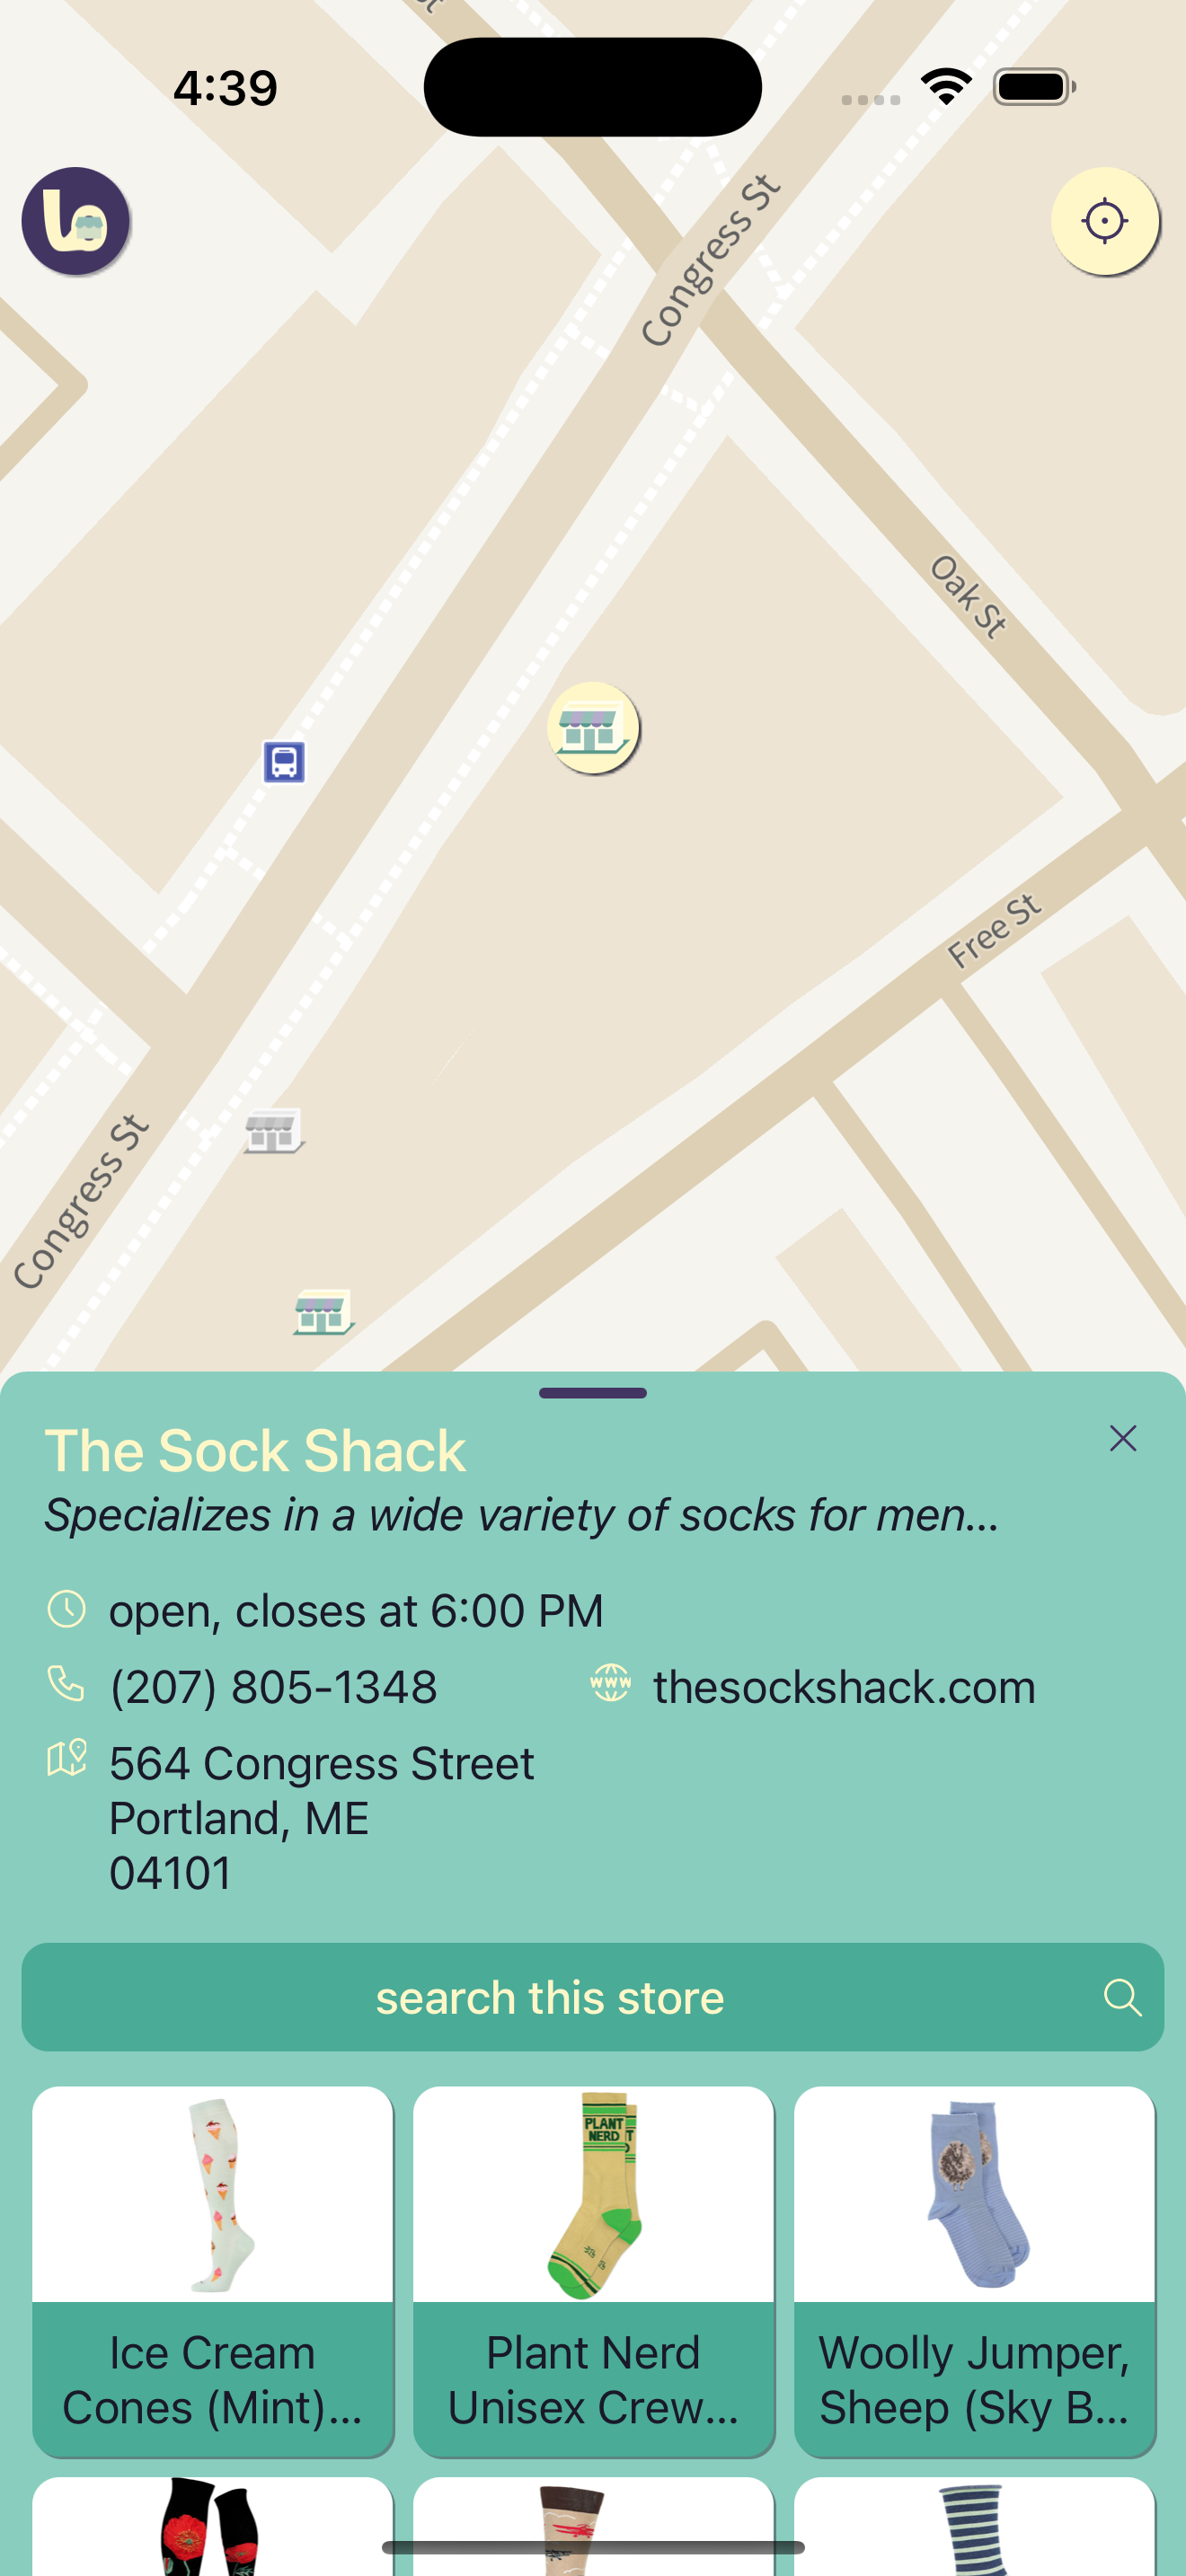 4:39
Congress St
Oak St
Free St
Congress St
The Sock Shack
Specializes in a wide variety of socks for men...
open, closes at 6:00 PM
(207) 805-1348
www
thesockshack.com
564 Congress Street
Portland, ME
04101
search this store
PLANT
NERD
Ice Cream
Cones (Mint)...
Plant Nerd
Unisex Crew...
Woolly Jumper,
Sheep (Sky B...